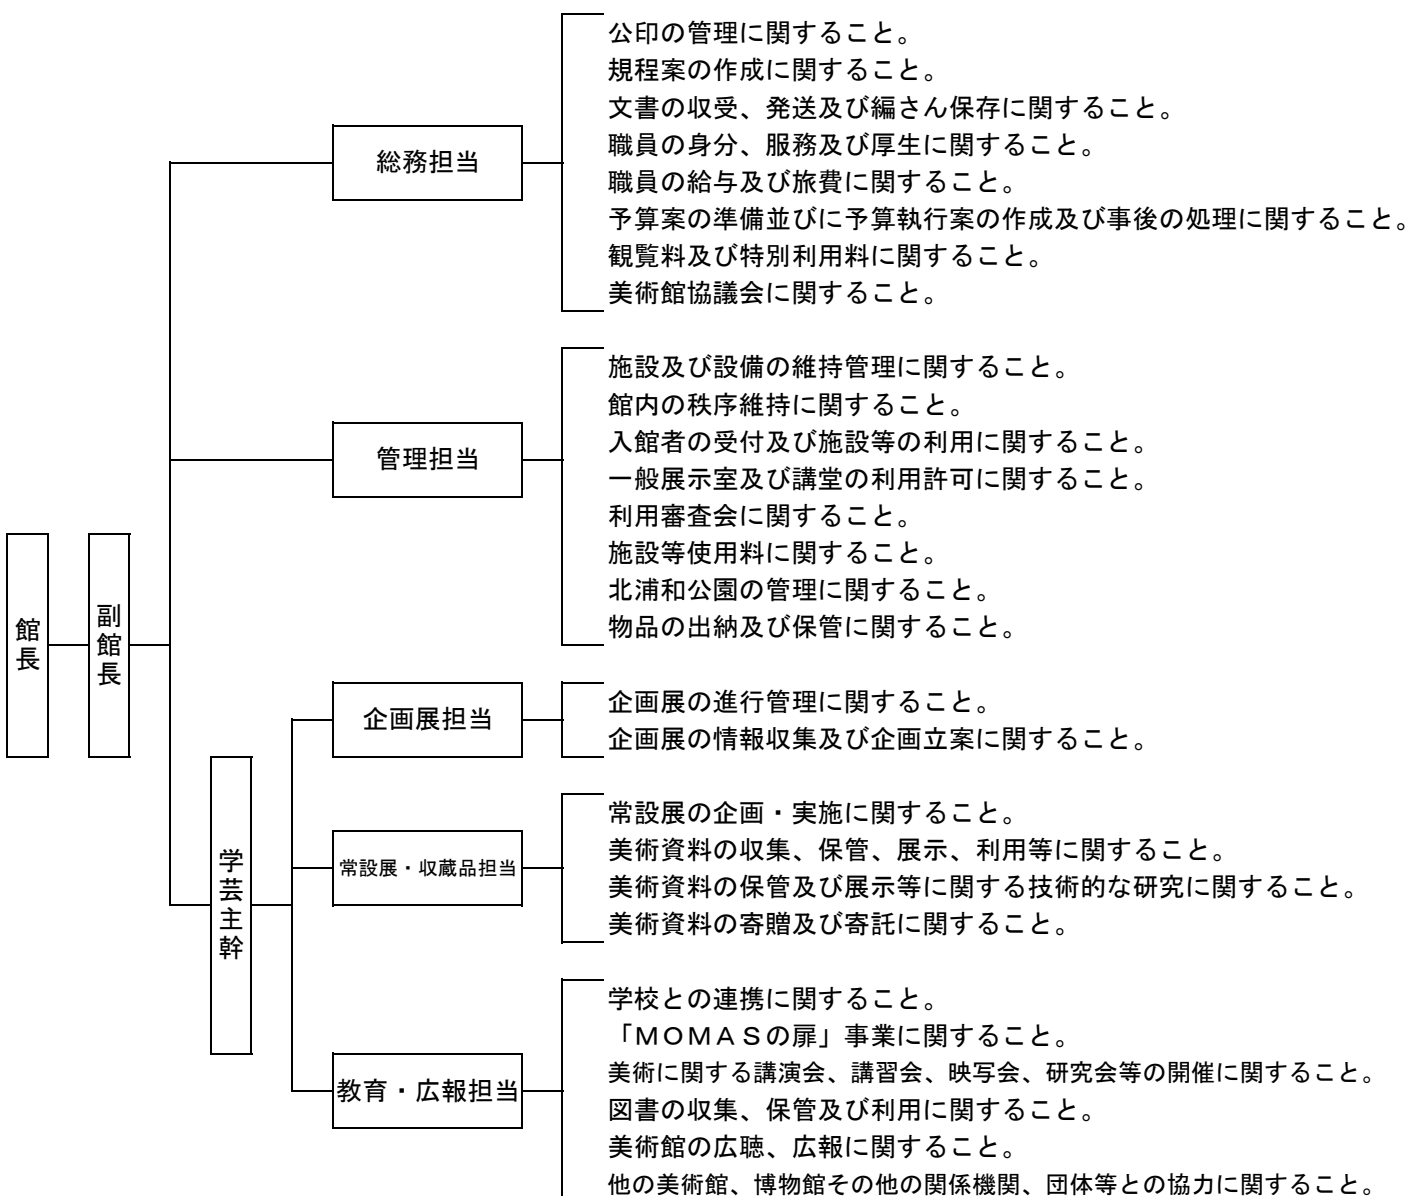 館長
副館長
学芸主幹
総務担当
公印の管理に関すること。
規程案の作成に関すること。
文書の収受、発送及び編さん保存に関すること。
職員の身分、服務及び厚生に関すること。
職員の給与及び旅費に関すること。
予算案の準備並びに予算執行案の作成及び事後の処理に関すること。
観覧料及び特別利用料に関すること。
美術館協議会に関すること。
管理担当
施設及び設備の維持管理に関すること。
館内の秩序維持に関すること。
入館者の受付及び施設等の利用に関すること。
一般展示室及び講堂の利用許可に関すること。
利用審査会に関すること。
施設等使用料に関すること。
北浦和公園の管理に関すること。
物品の出納及び保管に関すること。
企画展担当
企画展の進行管理に関すること。
企画展の情報収集及び企画立案に関すること。
常設展・収蔵品担当
常設展の企画・実施に関すること。
美術資料の収集、保管、展示、利用等に関すること。
美術資料の保管及び展示等に関する技術的な研究に関すること。
美術資料の寄贈及び寄託に関すること。
教育・広報担当
学校との連携に関すること。
「ＭＯＭＡＳの扉」事業に関すること。
美術に関する講演会、講習会、映写会、研究会等の開催に関すること。
図書の収集、保管及び利用に関すること。
美術館の広聴、広報に関すること。
他の美術館、博物館その他の関係機関、団体等との協力に関すること。